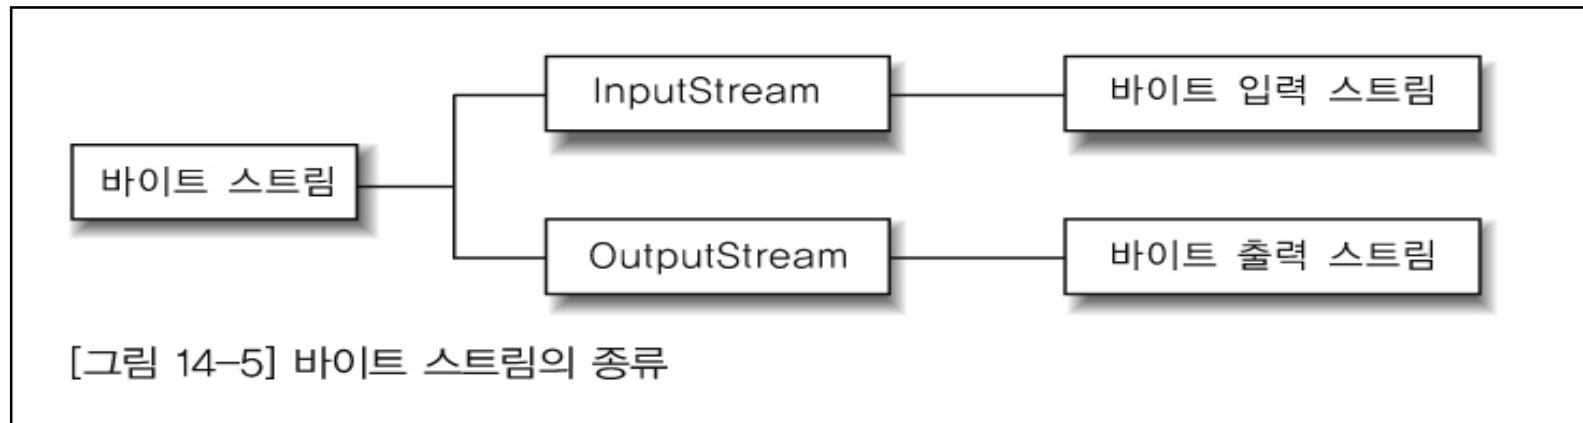 InputStream
바이트 입력 스트림
바이트 스트림
OutputStream
바이트 출력 스트림
[그림 14-5] 바이트 스트림의 종류